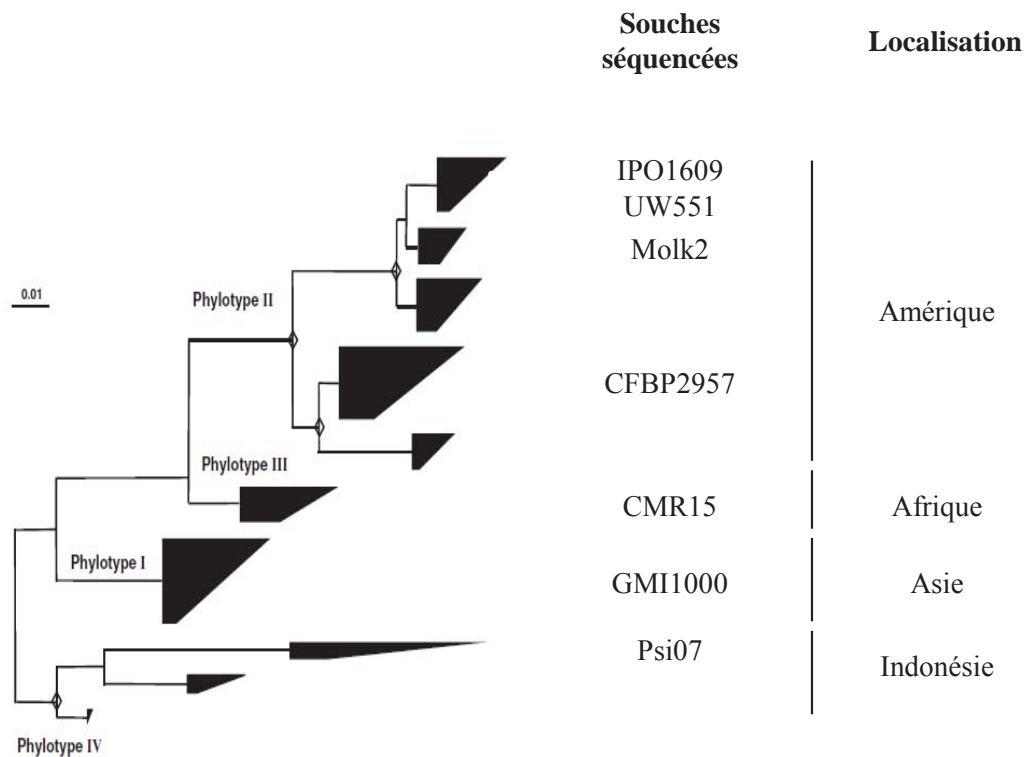 Souches
séquencées
Localisation
IPO1609
UW551
Molk2
0.01
Phylotype II
Amérique
CFBP2957
Phylotype III
CMR15
Afrique
Phylotype I
GMI1000
Asie
Psi07
Indonésie
Phylotype IV